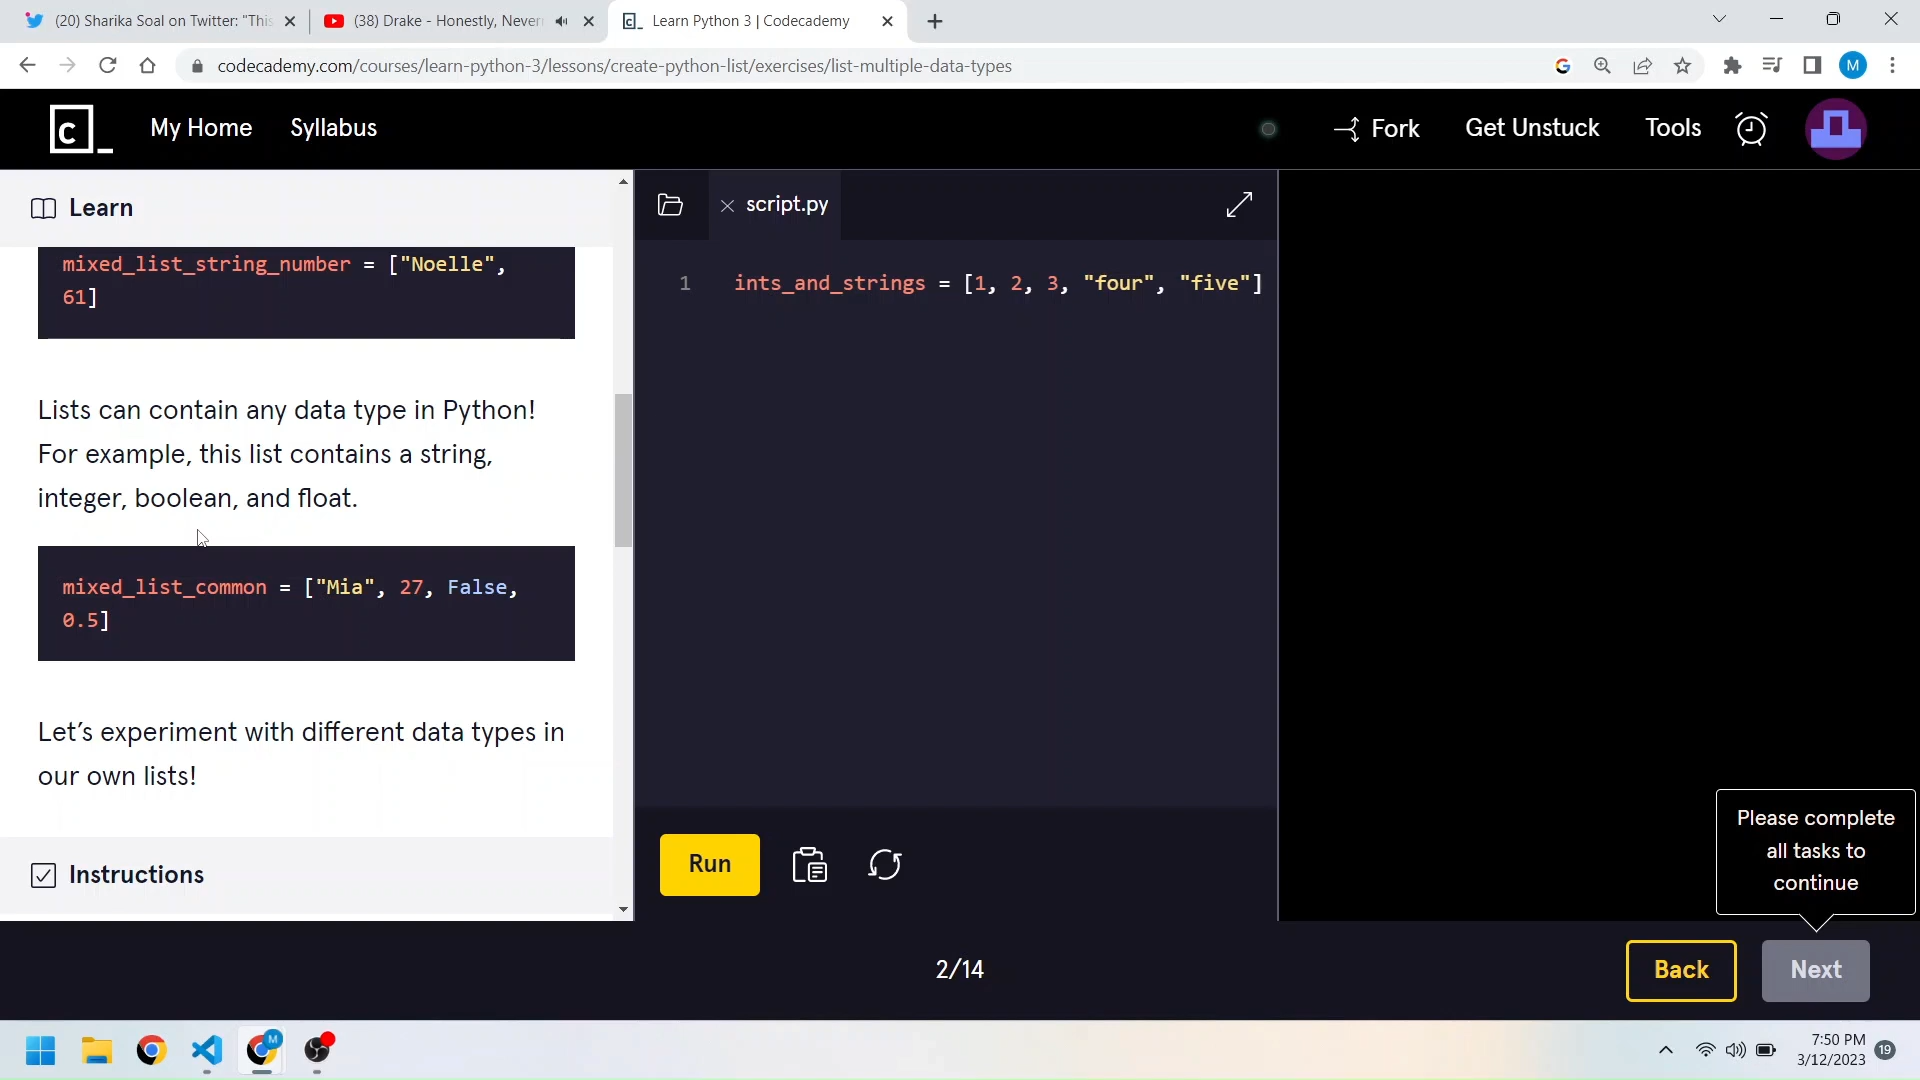 (20) Sharika Soal on Twitter: "This
(38) Drake - Honestly, Never
Learn Python 3 | Codecademy
codecademy.com/courses/learn-python-3/lessons/create-python-list/exercises/list-multiple-data-types
M
My Home
Syllabus
Fork
Get Unstuck
Tools
Learn
mixed_list_string_number = ["Noelle",
61]
Lists can contain any data type in Python!
For example, this list contains a string,
integer, boolean, and float.
mixed_list_common = ["Mia", 27, False,
0.5]
Let’s experiment with different data types in
our own lists!
Instructions
script.py
1 ints_and_strings = [1, 2, 3, "four", "five"]
Run
Please complete
all tasks to
continue
2/14
Back
Next
M
7:50 PM
3/12/2023
19